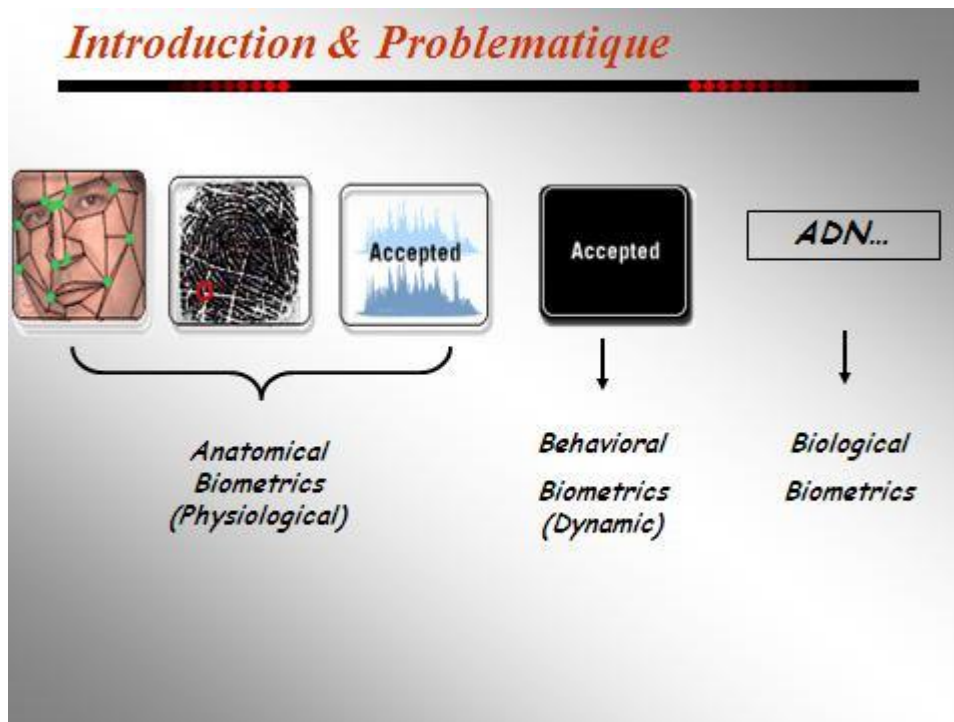 Introduction & Problematique
Accepted
Accepted
ADN...
Anatomical
Biometrics
(Physiological)
Behavioral
Biometrics
(Dynamic)
Biological
Biometrics